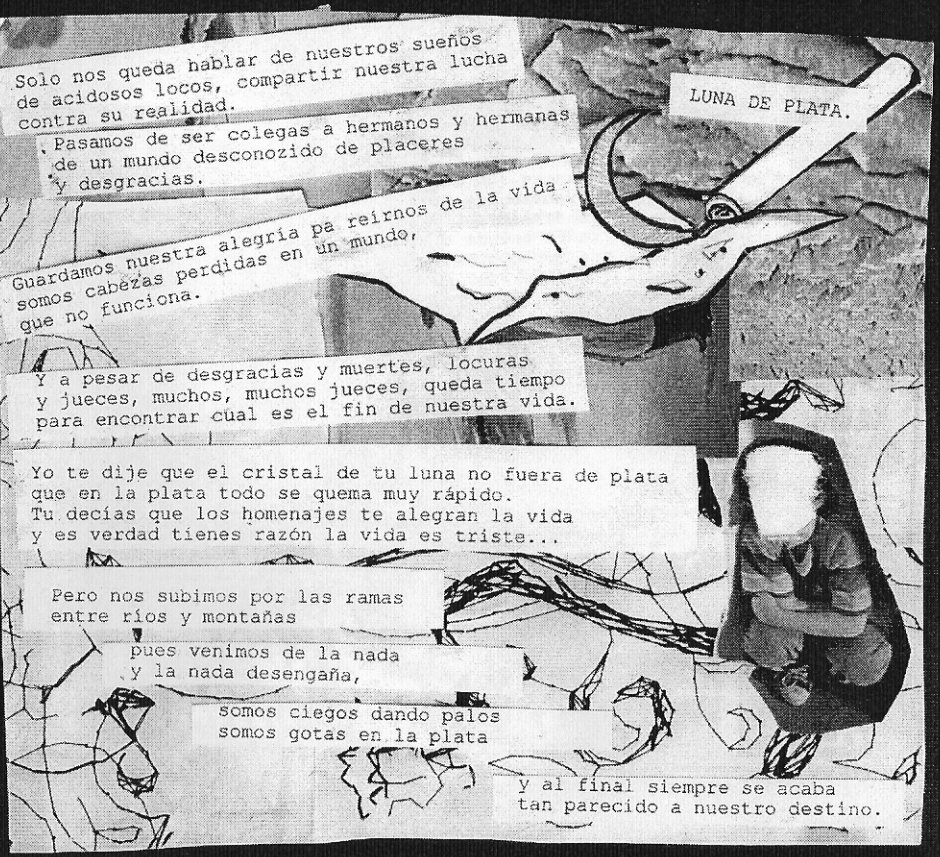 LUNA DE PLATA.
Solo nos queda hablar de nuestros sueños
de acidosos locos, compartir nuestra lucha
contra su realidad.
Pasamos de ser colegas a hermanos y hermanas
de un mundo desconozido de placeres
y desgracias.
Guardamos nuestra alegria pa reirnos de la vida
somos cabezas perdidas en un mundo,
que no funciona.
Y a pesar de desgracias y muertes, locuras
y jueces, muchos, muchos jueces, queda tiempo
para encontrar cual es el fin de nuestra vida.
Yo te dije que el cristal de tu luna no fuera de plata
que en la plata todo se quema muy rápido.
Tu decías que los homenajes te alegran la vida
y es verdad tienes razón la vida es triste...
Pero nos subimos por las ramas
entre ríos y montañas
pues venimos de la nada
y la nada desengaña,
somos ciegos dando palos
somos gotas en la plata
y al final siempre se acaba
tan parecido a nuestro destino.